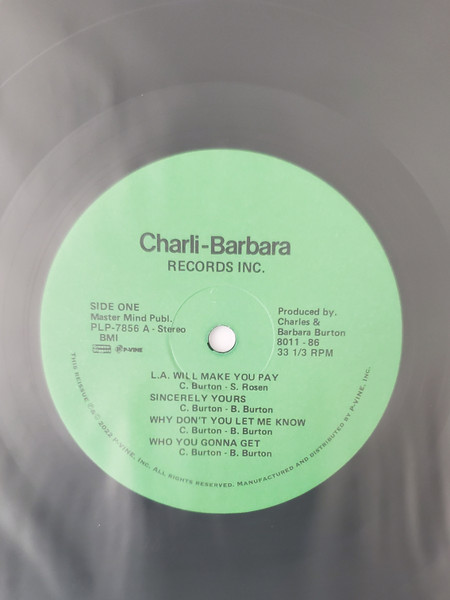 Charli-Barbara
RECORDS INC.
SIDE ONE
Master Mind Publ.
PLP-7856 A - Stereo
BMI
P-VINE
Produced by.
Charles &
Barbara Burton
8011 - 86
33 1/3 RPM
L.A. WILL MAKE YOU PAY
C. Burton - S. Rosen
SINCERELY YOURS
C. Burton - B. Burton
WHY DON'T YOU LET ME KNOW
C. Burton - B. Burton
WHO YOU GONNA GET
C. Burton - B. Burton
THIS REISSUE ©&℗ 2022 P-VINE, INC. ALL RIGHTS RESERVED. MANUFACTURED AND DISTRIBUTED BY P-VINE, INC.